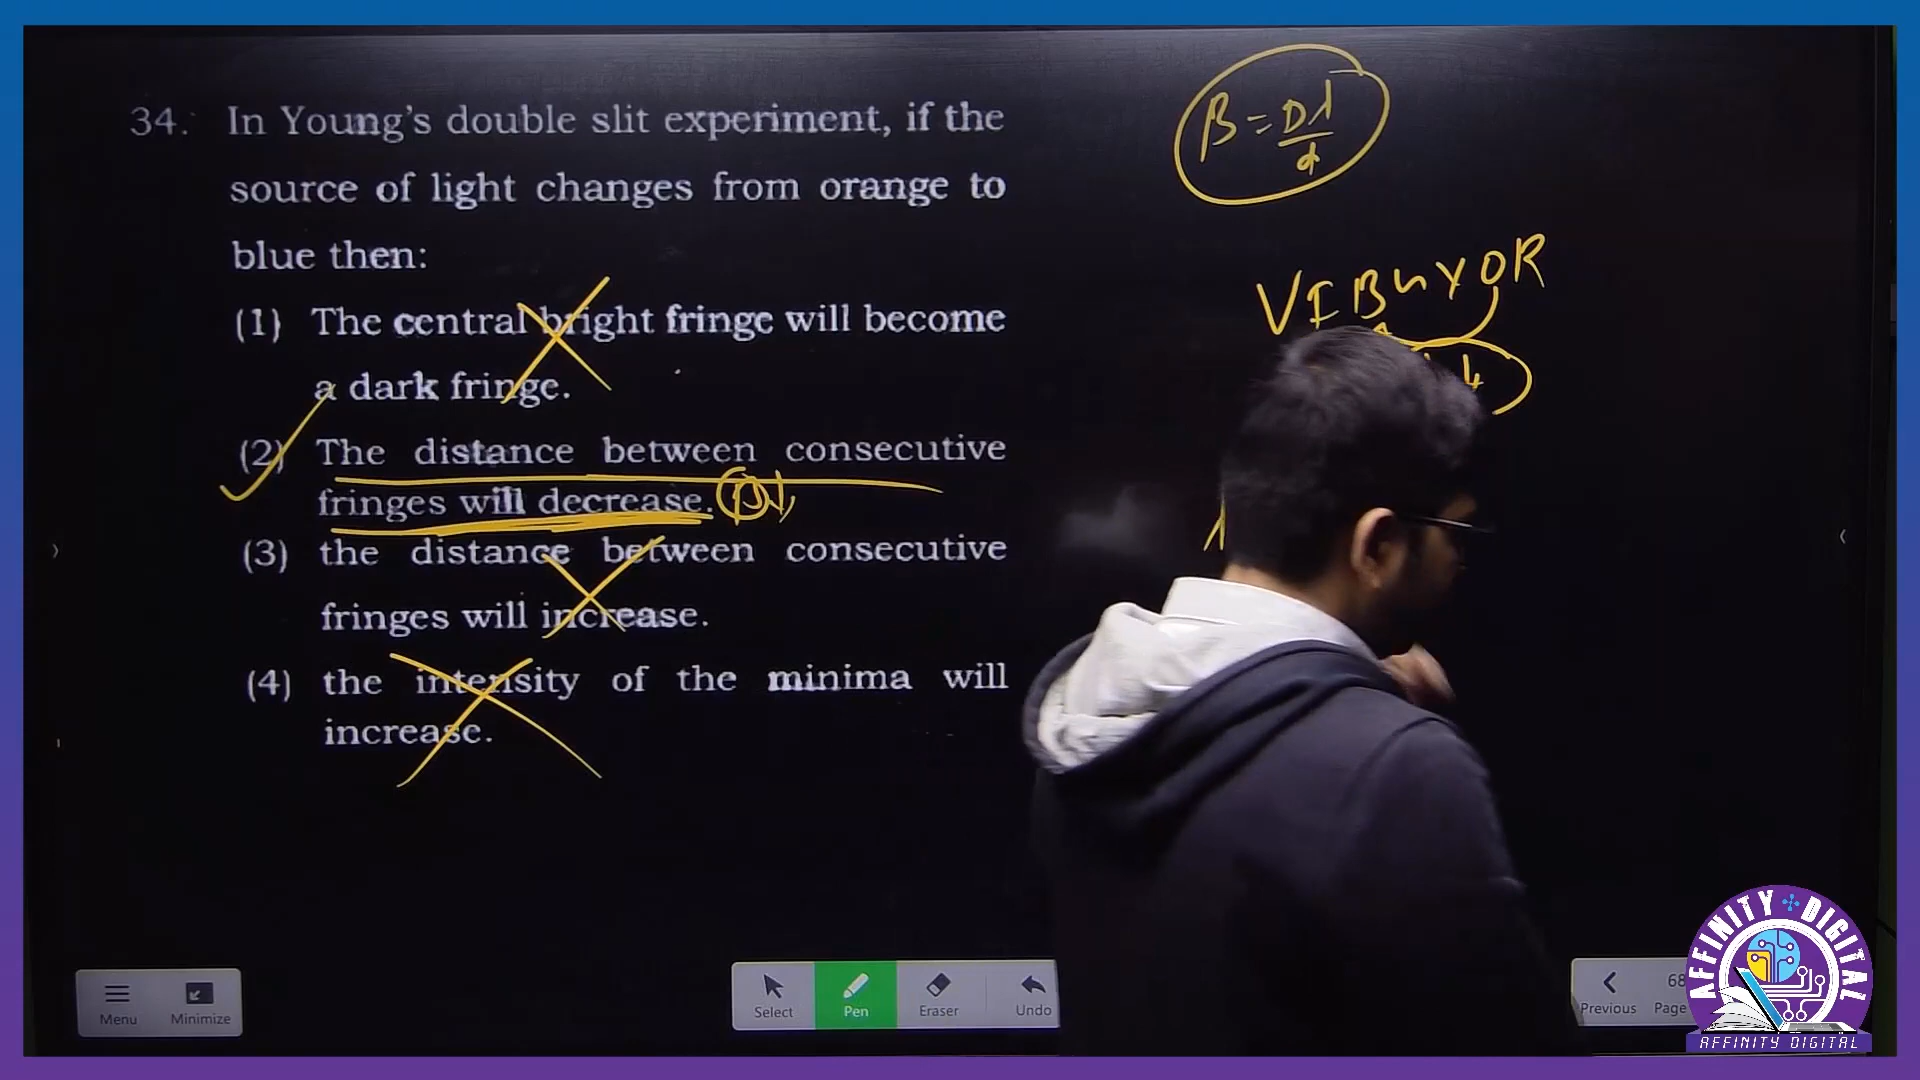 34. In Young's double slit experiment, if the
source of light changes from orange to
blue then:
(1) The central bright fringe will become
a dark fringe.
(2) The distance between consecutive
fringes will decrease.
(3) the distance between consecutive
fringes will increase.
(4) the intensity of the minima will
increase.
β = Dλ/d
VIBGYOR
Menu
Minimize
Select
Pen
Eraser
Undo
Previous
68
Page
AFFINITY DIGITAL
AFFINITY DIGITAL